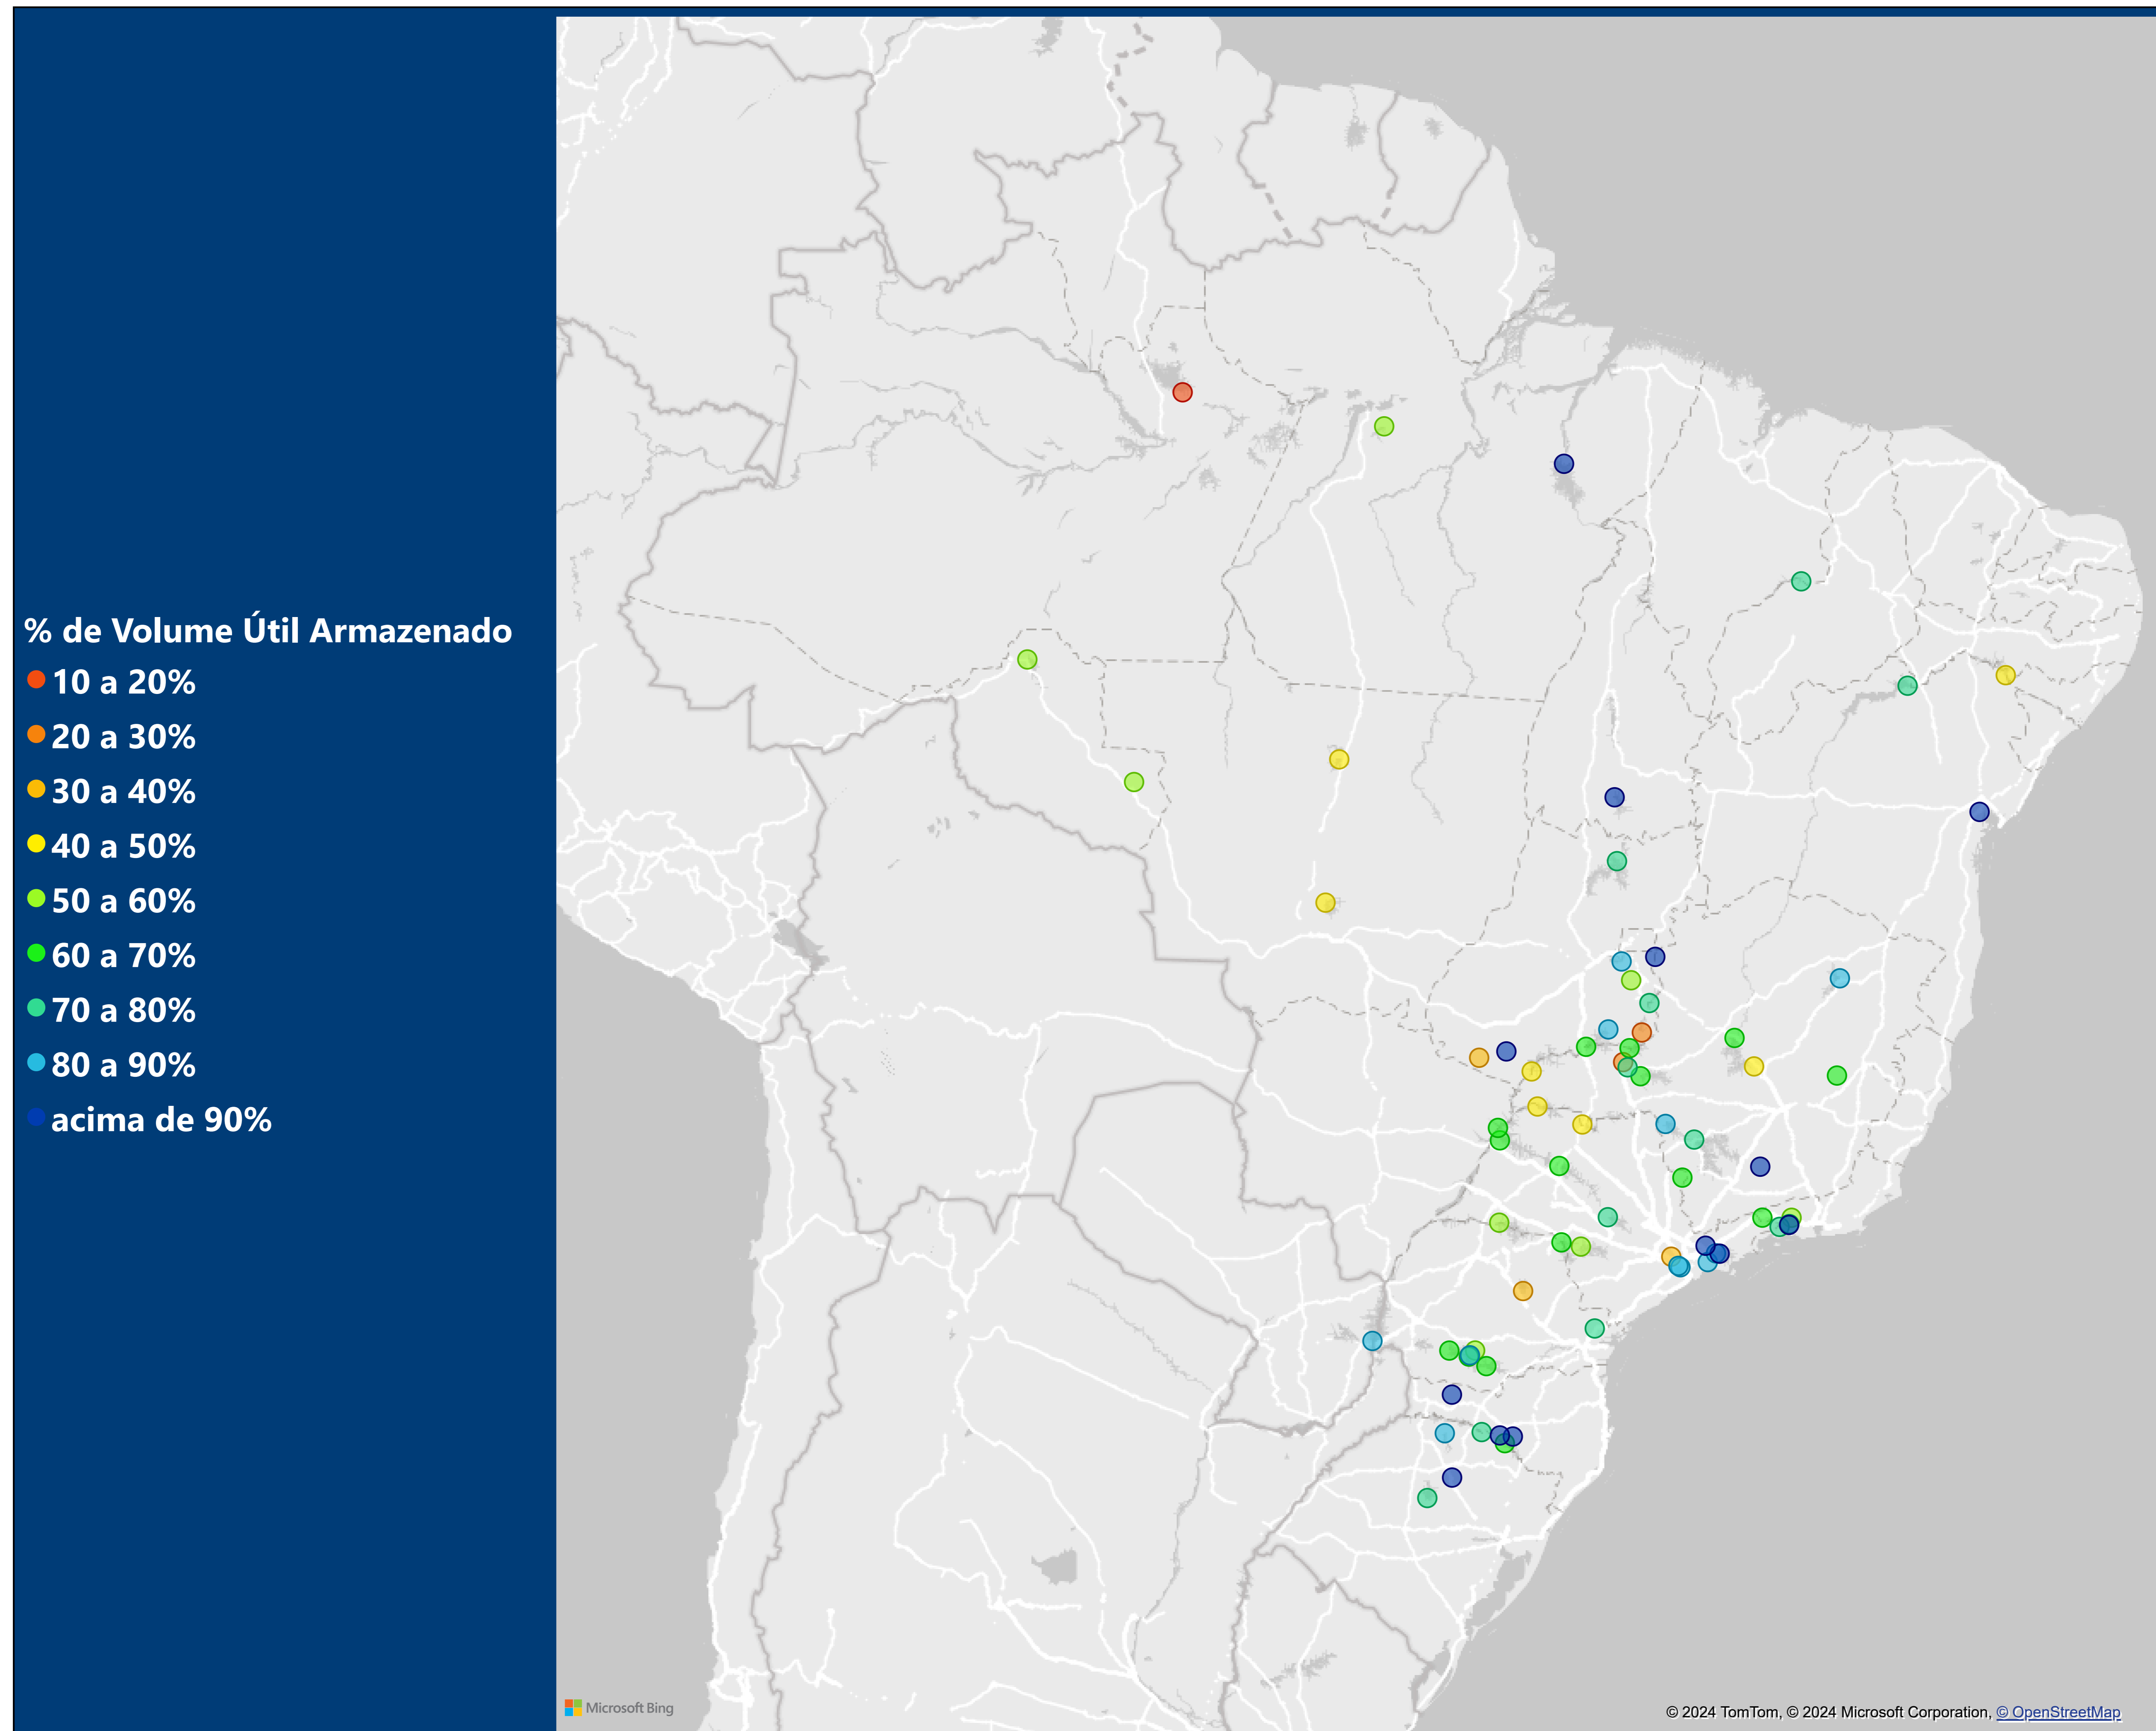 % de Volume Útil Armazenado
10 a 20%
20 a 30%
30 a 40%
40 a 50%
50 a 60%
60 a 70%
70 a 80%
80 a 90%
acima de 90%
Microsoft Bing
© 2024 TomTom, © 2024 Microsoft Corporation, © OpenStreetMap